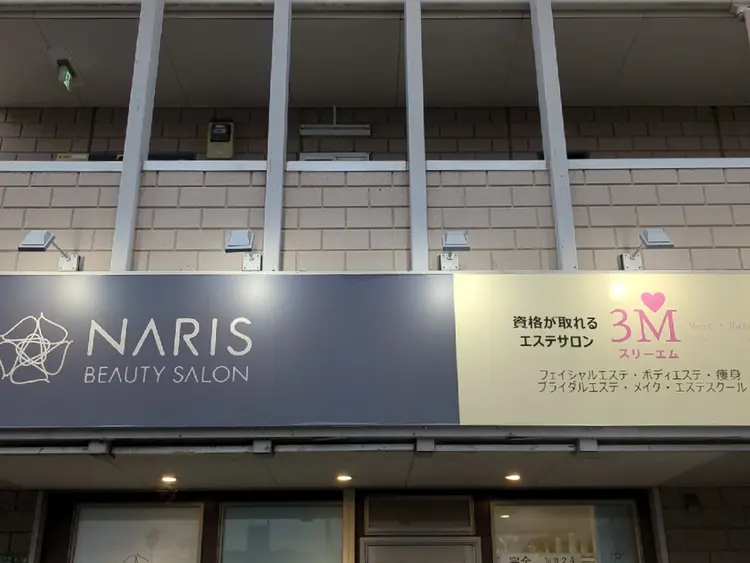 NARIS
BEAUTY SALON
資格が取れる
エステサロン
3M
スリーエム
フェイシャルエステ・ボディエステ・痩身
ブライダルエステ・メイク・エステスクール